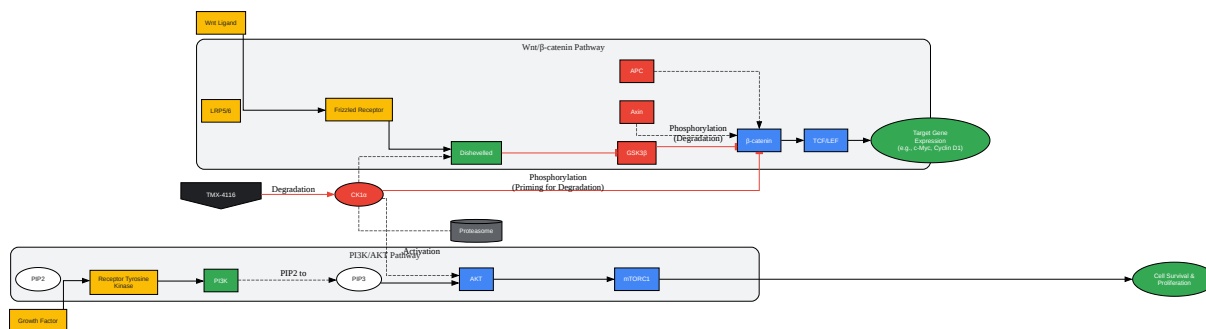 Wnt Ligand
Wnt/β-catenin Pathway
APC
LRP5/6
Frizzled Receptor
Axin
Phosphorylation
(Degradation)
Dishevelled
GSK3β
β-catenin
TCF/LEF
Target Gene
Expression
(e.g., c-Myc, Cyclin D1)
TMX-4116
Degradation
CK1α
Phosphorylation
(Priming for Degradation)
Proteasome
Activation
PI3K/AKT Pathway
PIP2
Receptor Tyrosine
Kinase
PI3K
PIP2 to
PIP3
AKT
mTORC1
Cell Survival &
Proliferation
Growth Factor